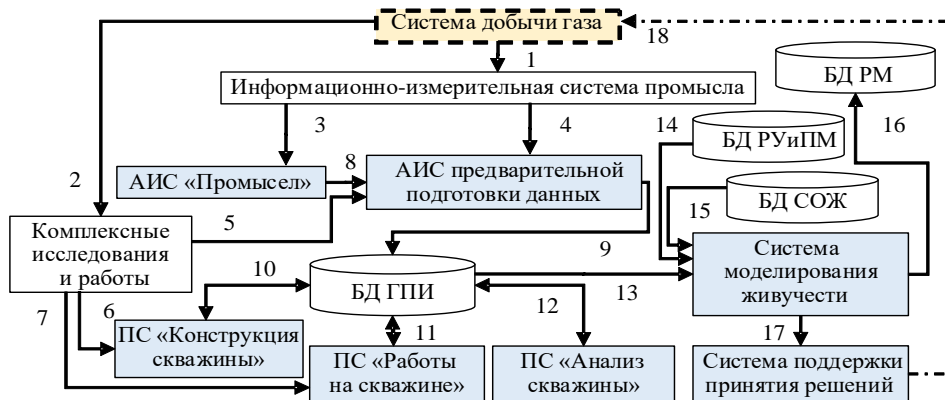 Система добычи газа
18
1
Информационно-измерительная система промысла
БД РМ
3
4
14
16
БД РУиПМ
2
8
АИС «Промысел»
АИС предварительной
подготовки данных
БД СОЖ
15
5
Комплексные
исследования
и работы
9
Система
моделирования
живучести
10
БД ГПИ
13
12
7
6
11
17
ПС «Конструкция
скважины»
ПС «Работы
на скважине»
ПС «Анализ
скважины»
Система поддержки
принятия решений